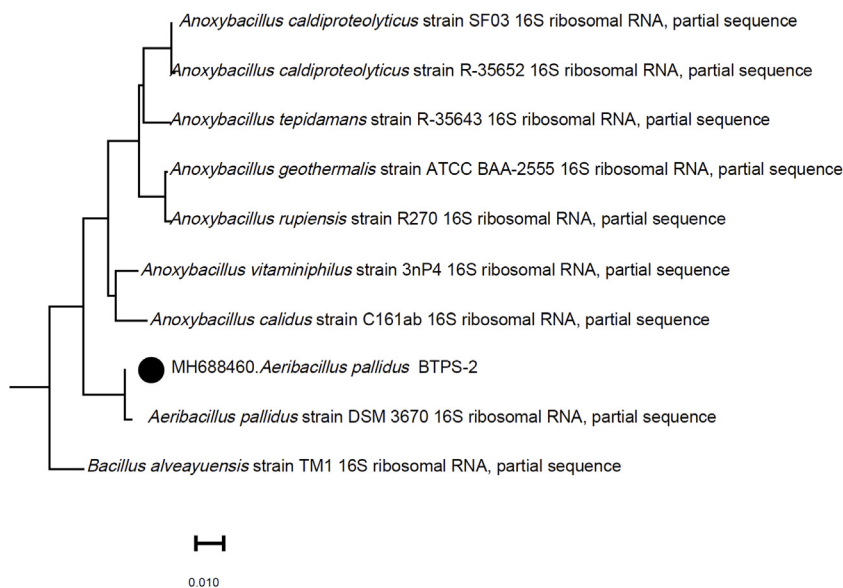 Anoxybacillus caldiproteolyticus strain SF03 16S ribosomal RNA, partial sequence
Anoxybacillus caldiproteolyticus strain R-35652 16S ribosomal RNA, partial sequence
Anoxybacillus tepidamans strain R-35643 16S ribosomal RNA, partial sequence
Anoxybacillus geothermalis strain ATCC BAA-2555 16S ribosomal RNA, partial sequence
Anoxybacillus rupiensis strain R270 16S ribosomal RNA, partial sequence
Anoxybacillus vitaminiphilus strain 3nP4 16S ribosomal RNA, partial sequence
Anoxybacillus calidus strain C161ab 16S ribosomal RNA, partial sequence
MH688460.Aeribacillus pallidus BTPS-2
Aeribacillus pallidus strain DSM 3670 16S ribosomal RNA, partial sequence
Bacillus alveayuensis strain TM1 16S ribosomal RNA, partial sequence
0.010